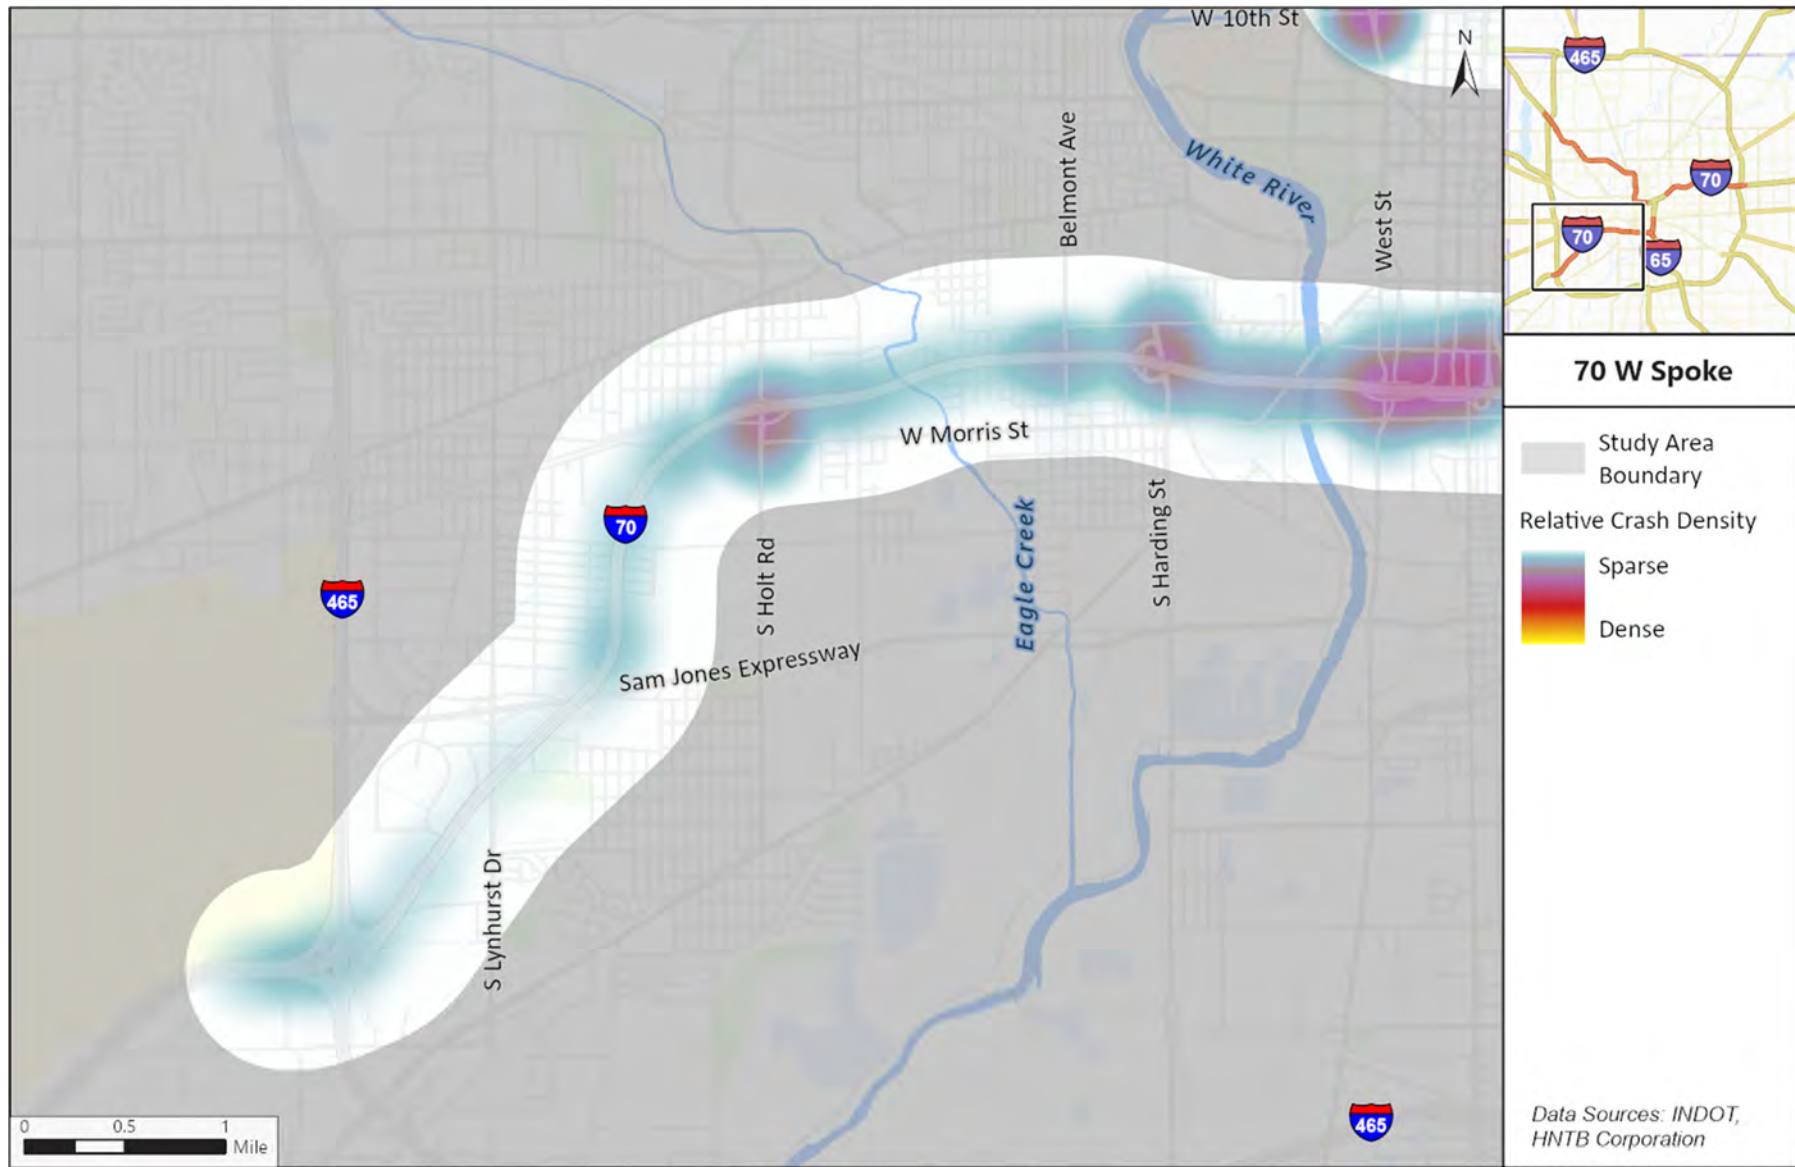 W 10th St
N
Belmont Ave
White River
West St
W Morris St
70
S Holt Rd
Eagle Creek
S Harding St
465
Sam Jones Expressway
S Lynhurst Dr
0 0.5 1
Mile
465
465
70
70
65
70 W Spoke
Study Area
Boundary
Relative Crash Density
Sparse
Dense
Data Sources: INDOT,
HNTB Corporation